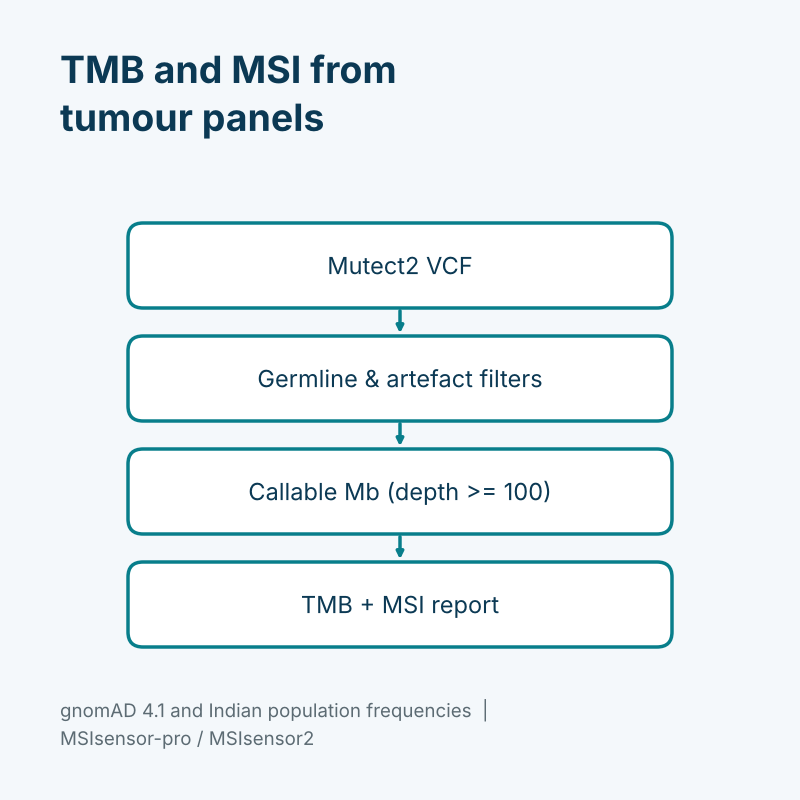 TMB and MSI from
tumour panels
Mutect2 VCF
Germline & artefact filters
Callable Mb (depth >= 100)
TMB + MSI report
gnomAD 4.1 and Indian population frequencies |
MSIsensor-pro / MSIsensor2